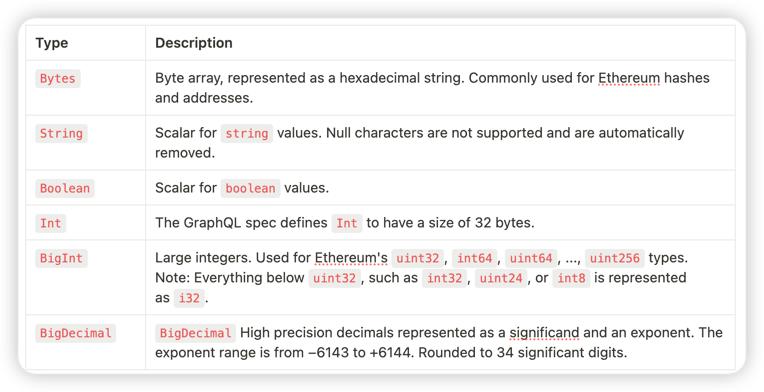 Type Description
Bytes Byte array, represented as a hexadecimal string. Commonly used for Ethereum hashes
and addresses.
String Scalar for string values. Null characters are not supported and are automatically
removed.
Boolean Scalar for boolean values.
Int The GraphQL spec defines Int to have a size of 32 bytes.
BigInt Large integers. Used for Ethereum's uint32, int64, uint64, ..., uint256 types.
Note: Everything below uint32, such as int32, uint24, or int8 is represented
as i32.
BigDecimal BigDecimal High precision decimals represented as a significand and an exponent. The
exponent range is from −6143 to +6144. Rounded to 34 significant digits.